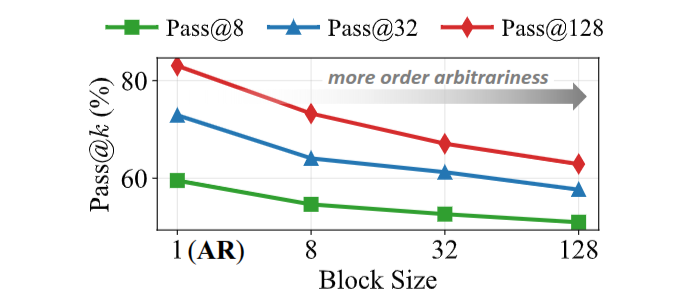 Pass@8 Pass@32 Pass@128
more order arbitrariness
80
60
Pass@k (%)
1 (AR) 8 32 128
Block Size